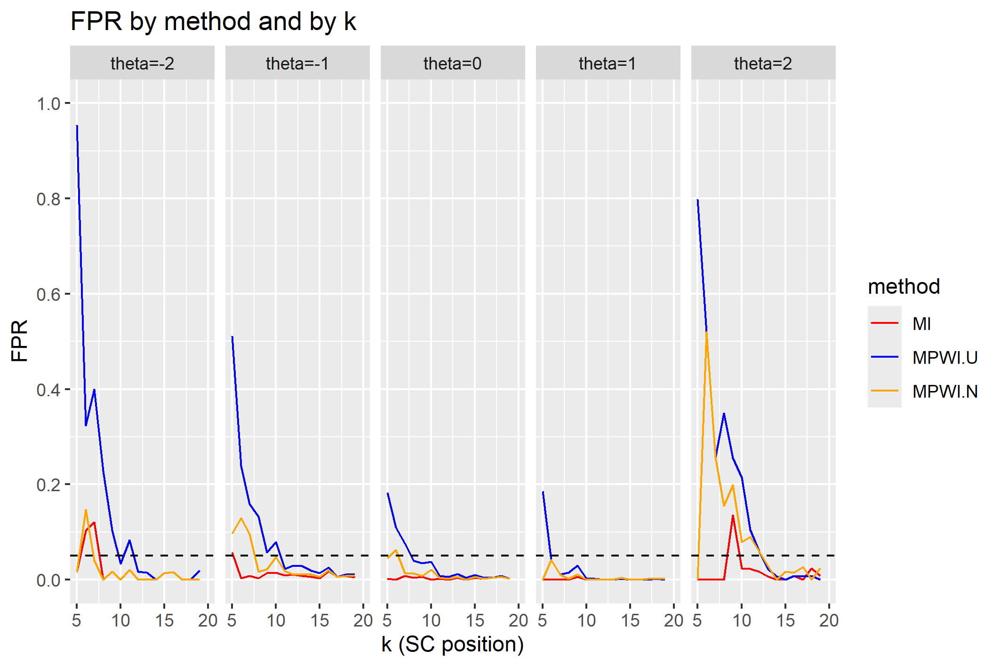 FPR by method and by k
theta=-2 theta=-1 theta=0 theta=1 theta=2
1.0
0.8
0.6
0.4
0.2
0.0
FPR
5 10 15 20 5 10 15 20 5 10 15 20 5 10 15 20 5 10 15 20
k (SC position)
method
MI
MPWI.U
MPWI.N